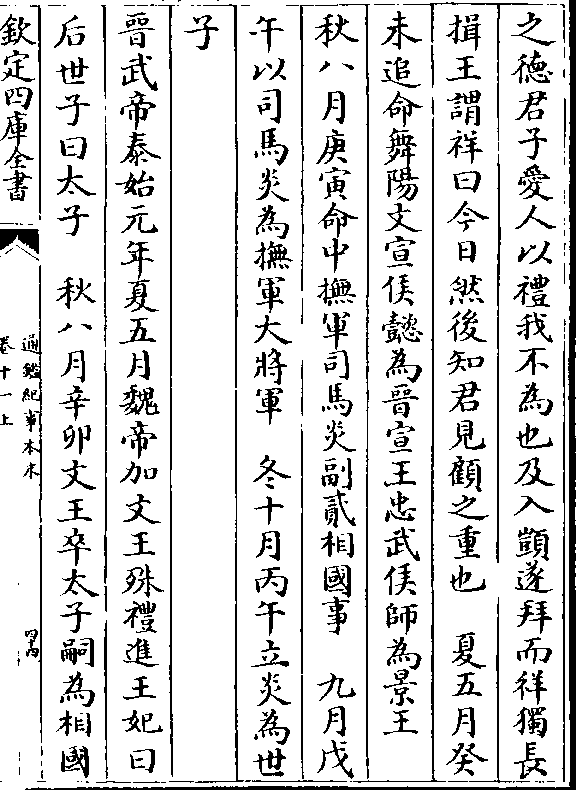 之德君子愛人以禮我不為也及入顗遂拜而祥獨長
揖王謂祥曰今日然後知君見顧之重也　夏五月癸
未追命舞陽文宣侯懿為晉宣王忠武侯師為景王
秋八月庚寅命中撫軍司馬炎副貳相國事　九月戊
午以司馬炎為撫軍大將軍　冬十月丙午立炎為世
子
晉武帝泰始元年夏五月魏帝加文王殊禮進王妃曰
后世子曰太子　秋八月辛卯文王卒太子嗣為相國
欽定四庫全書
通鑑紀事本末
卷十一上
四十四